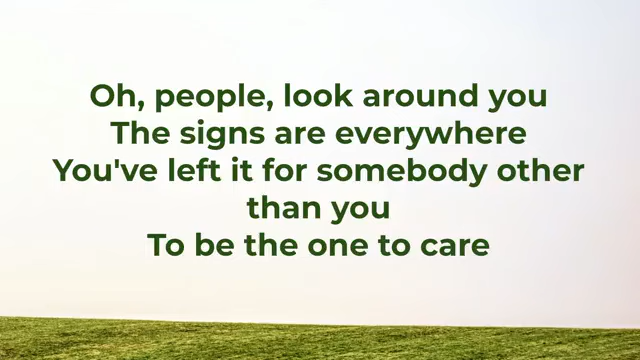 Oh, people, look around you
The signs are everywhere
You've left it for somebody other
than you
To be the one to care